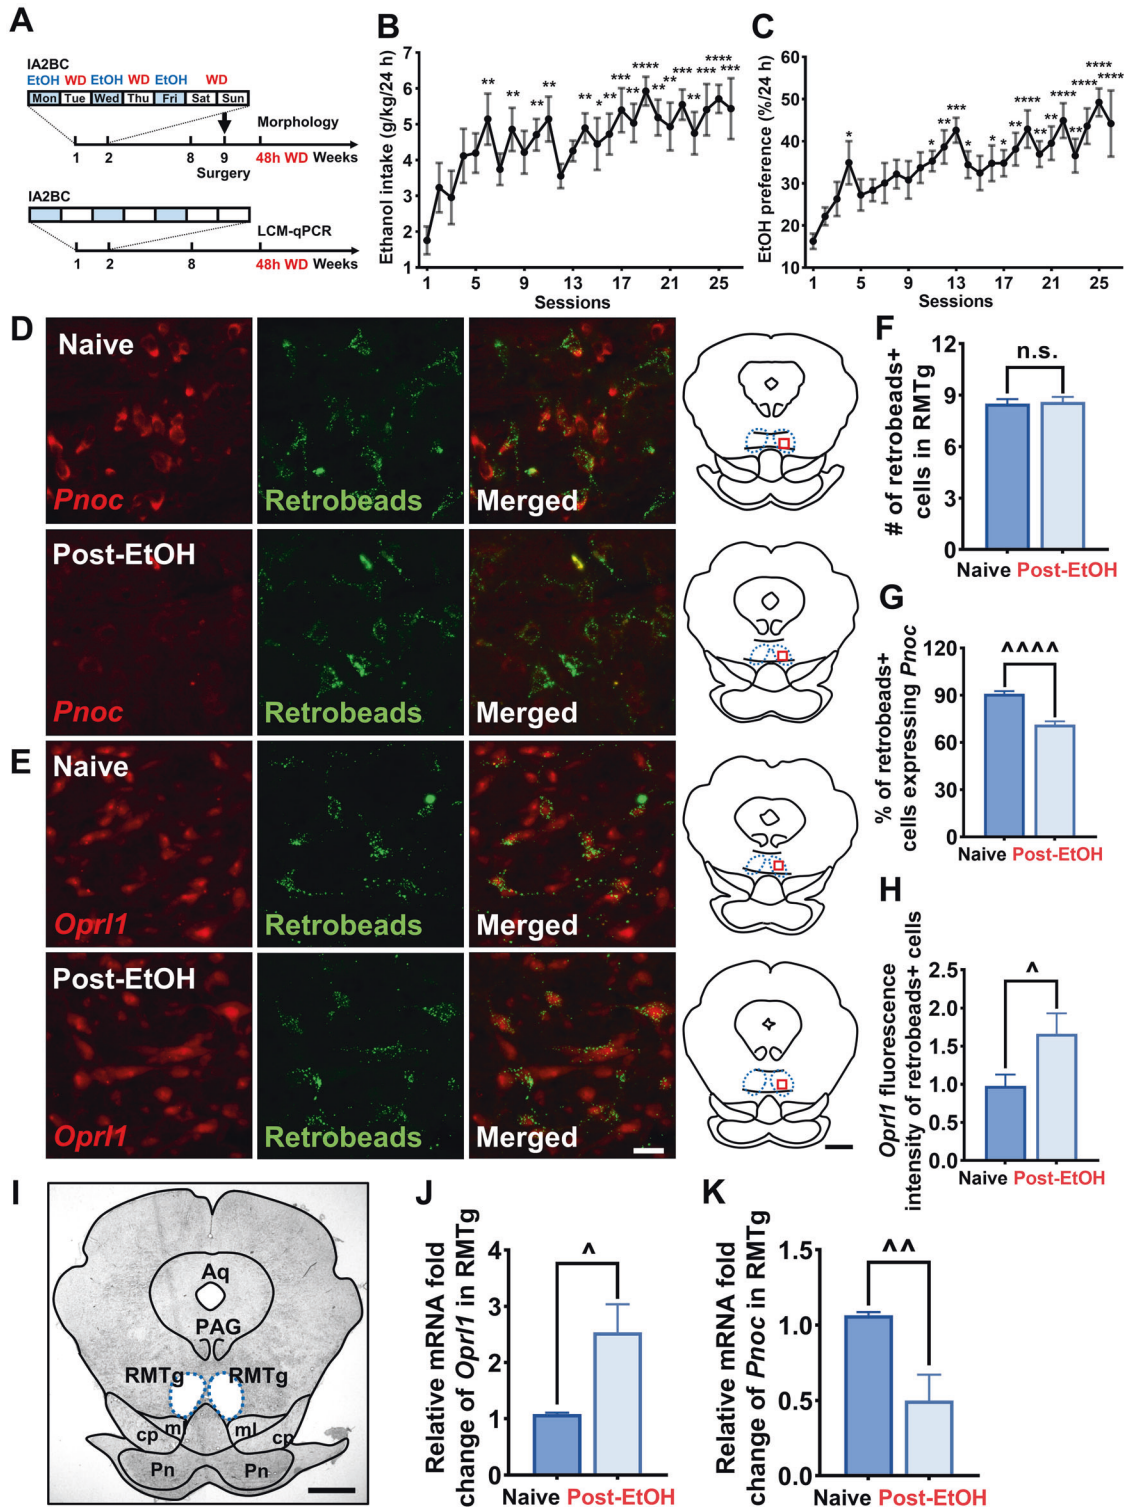 A
IA2BC
EtOH WD EtOH WD EtOH WD
Mon Tue Wed Thu Fri Sat Sun
Morphology
1 2 8 9 48h WD Weeks
Surgery
IA2BC
LCM-qPCR
1 2 8 48h WD Weeks
B
Ethanol intake (g/kg/24 h)
7
6
5
4
3
2
1
** ** ** ** ** * ** *** ** **** ** ** *** ** *** **** ***
1 5 9 13 17 21 25
Sessions
C
EtOH preference (%/24 h)
60
50
40
30
20
10
* * ** *** * * * ** **** ** ** **** ** **** **** ****
1 5 9 13 17 21 25
Sessions
D
Naive
Pnoc
Retrobeads
Merged
Post-EtOH
Pnoc
Retrobeads
Merged
E
Naive
Oprl1
Retrobeads
Merged
Post-EtOH
Oprl1
Retrobeads
Merged
F
# of retrobeads+
cells in RMTg
12
9
6
3
0
n.s.
Naive Post-EtOH
G
% of retrobeads+
cells expressing Pnoc
120
90
60
30
0
^^^^
Naive Post-EtOH
H
Oprl1 fluorescence
intensity of retrobeads+ cells
2.5
2.0
1.5
1.0
0.5
0.0
^
Naive Post-EtOH
I
Aq
PAG
RMTg RMTg
ml ml
cp cp
Pn Pn
J
Relative mRNA fold
change of Oprl1 in RMTg
4
3
2
1
0
^
Naive Post-EtOH
K
Relative mRNA fold
change of Pnoc in RMTg
1.5
1.0
0.5
0.0
^^
Naive Post-EtOH